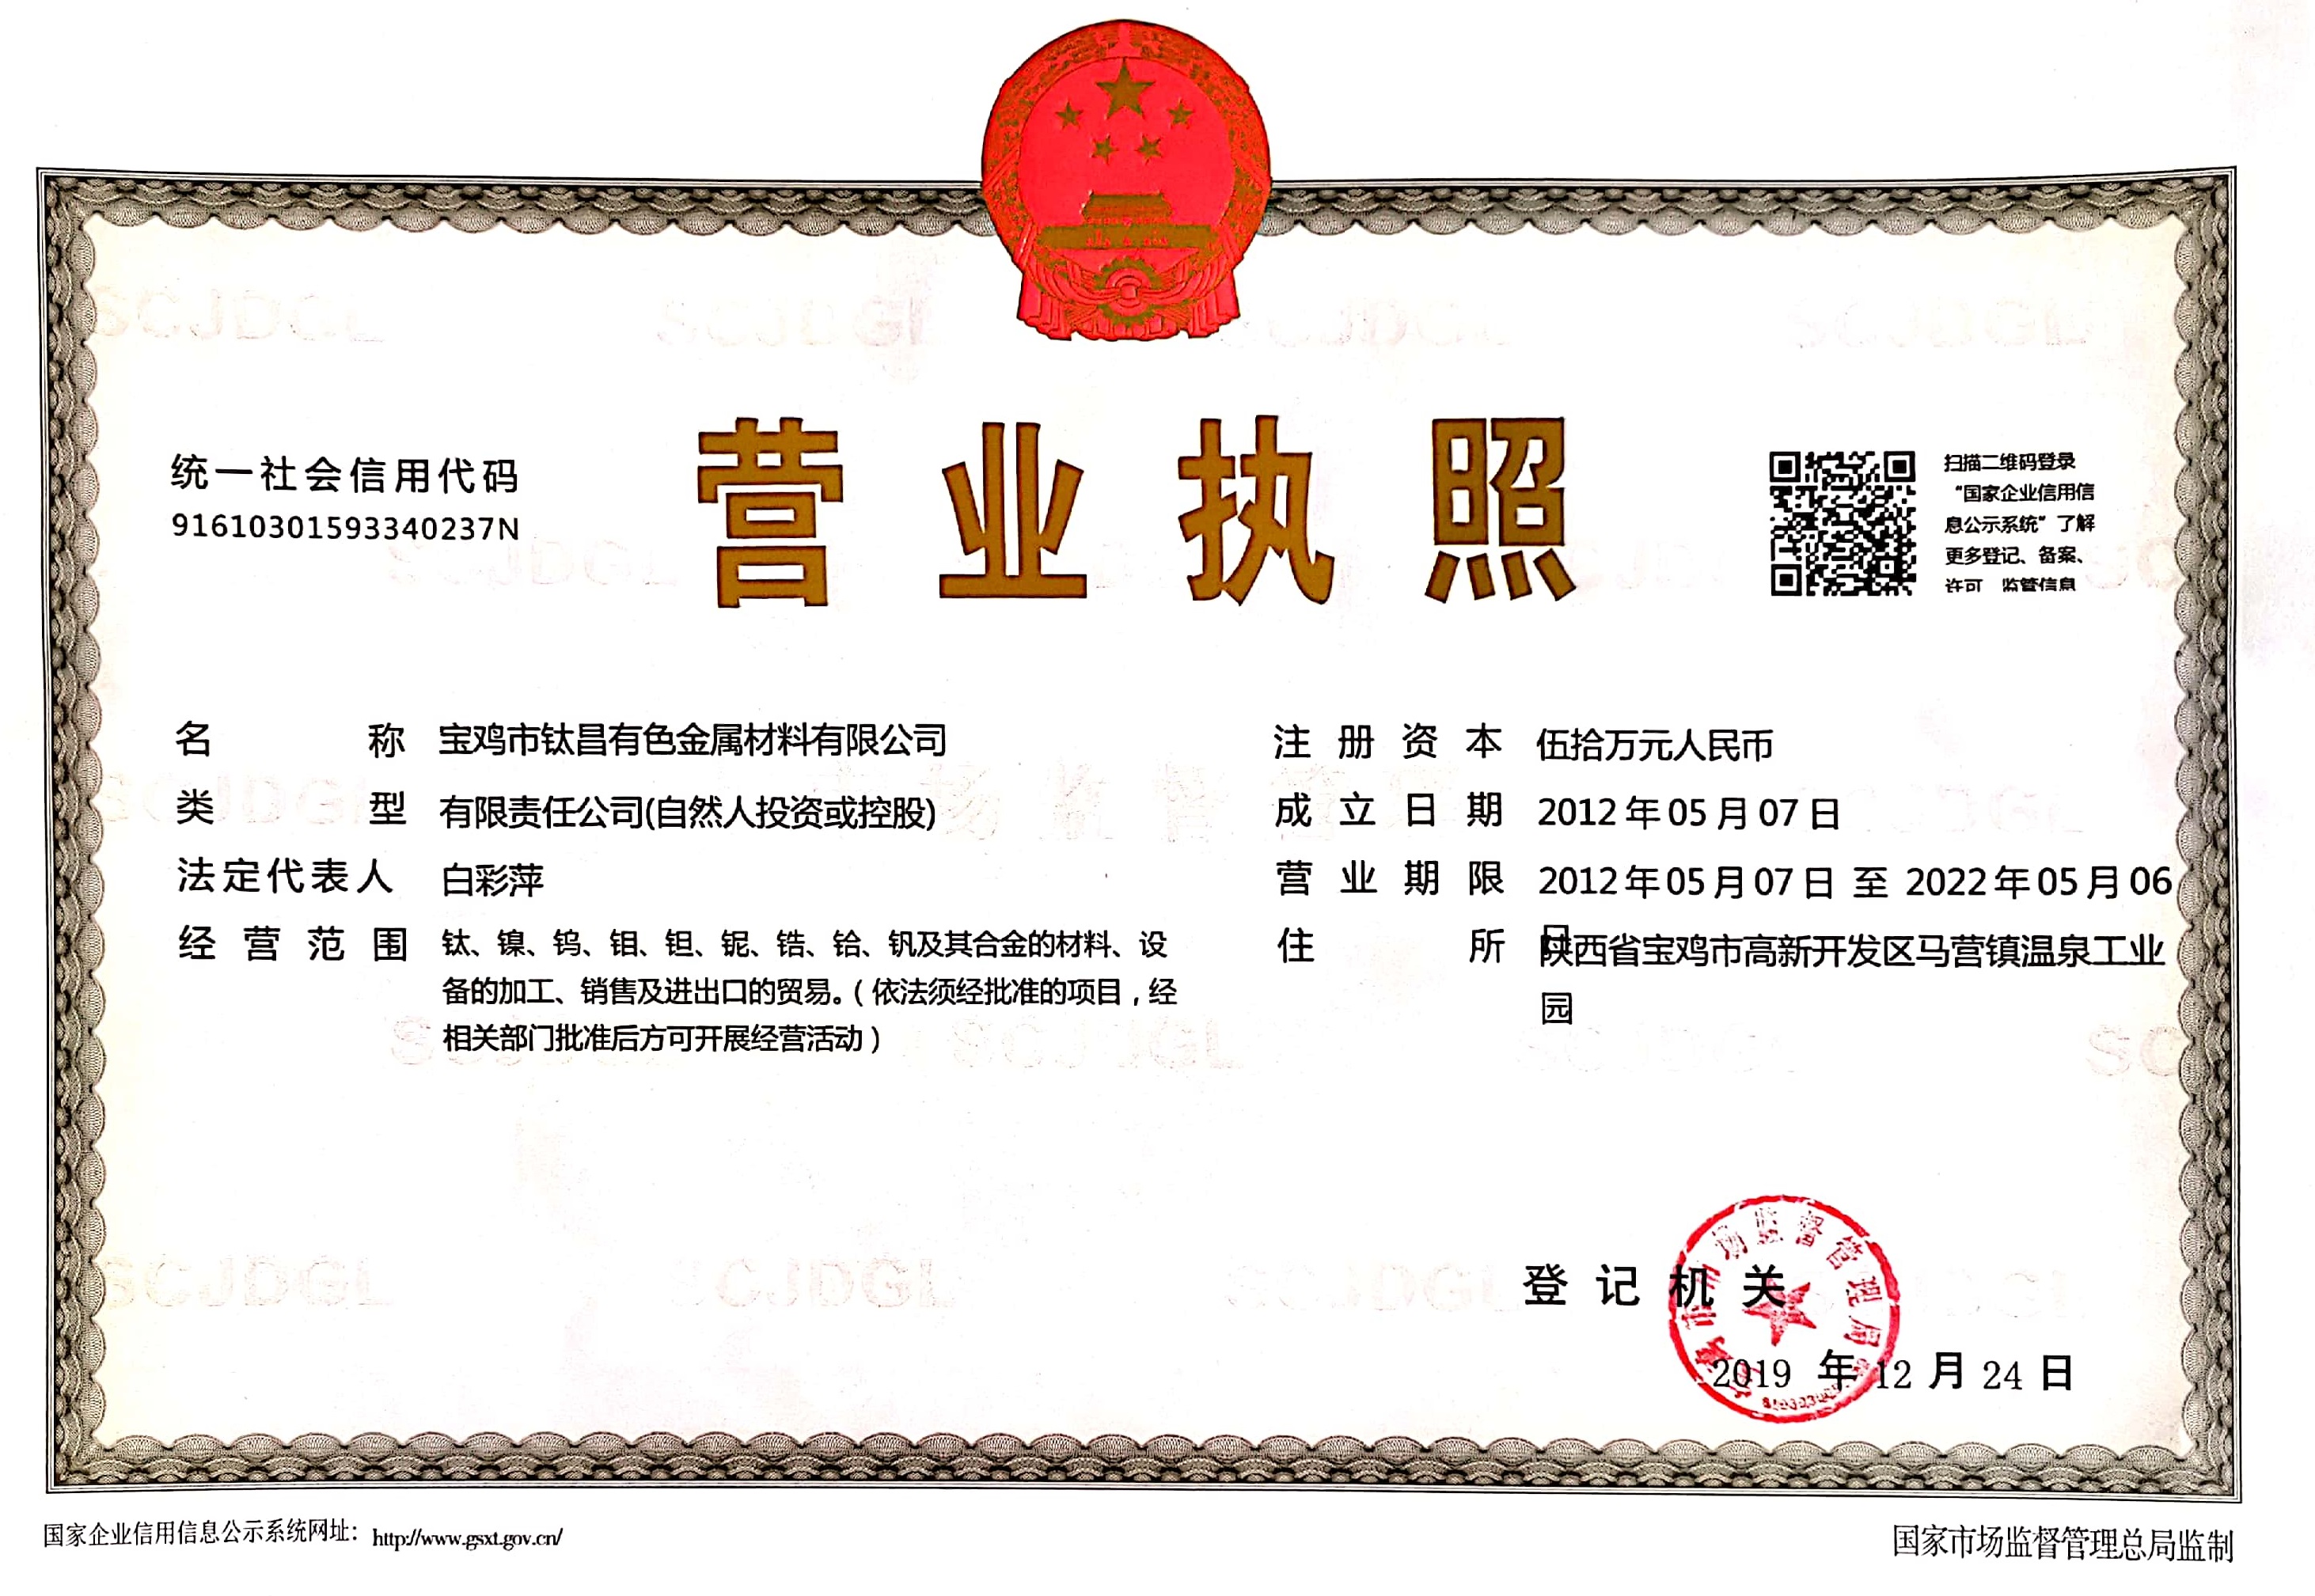 营业执照
统一社会信用代码
91610301593340237N
扫描二维码登录
“国家企业信用信
息公示系统”了解
更多登记、备案、
许可 监管信息
名称 宝鸡市钛昌有色金属材料有限公司
类型 有限责任公司(自然人投资或控股)
法定代表人 白彩萍
经营范围 钛、镍、钨、钼、钽、铌、锆、铪、钒及其合金的材料、设
备的加工、销售及进出口的贸易。(依法须经批准的项目,经
相关部门批准后方可开展经营活动)
注册资本 伍拾万元人民币
成立日期 2012年05月07日
营业期限 2012年05月07日 至 2022年05月06
日
住所 陕西省宝鸡市高新开发区马营镇温泉工业
园
登记机关
市场监督管理局
2019 年 12 月 24 日
国家企业信用信息公示系统网址: http://www.gsxt.gov.cn/
国家市场监督管理总局监制
SCJDGL